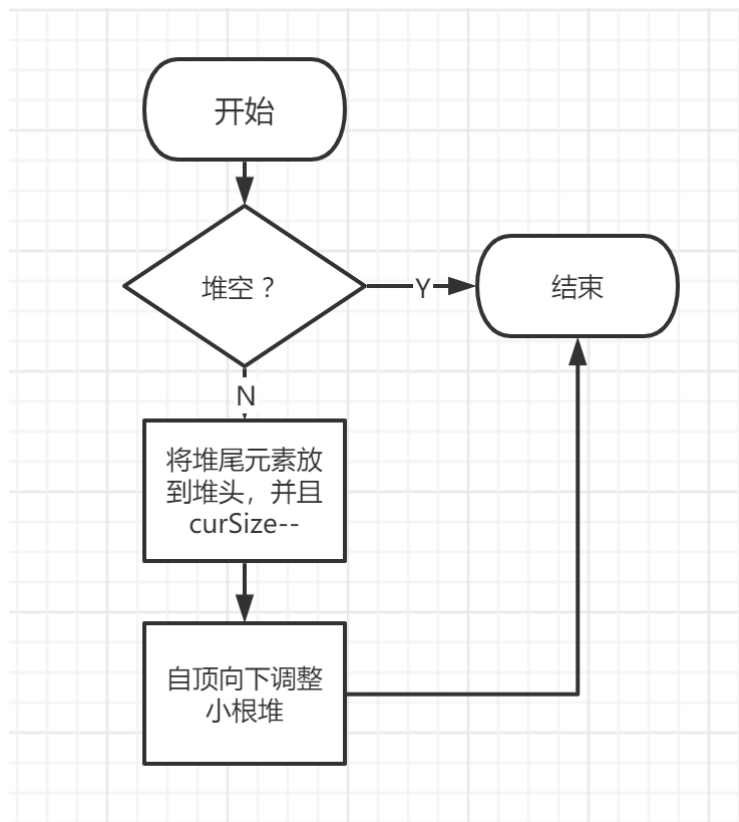 开始
堆空？
Y
结束
N
将堆尾元素放
到堆头，并且
curSize--
自顶向下调整
小根堆